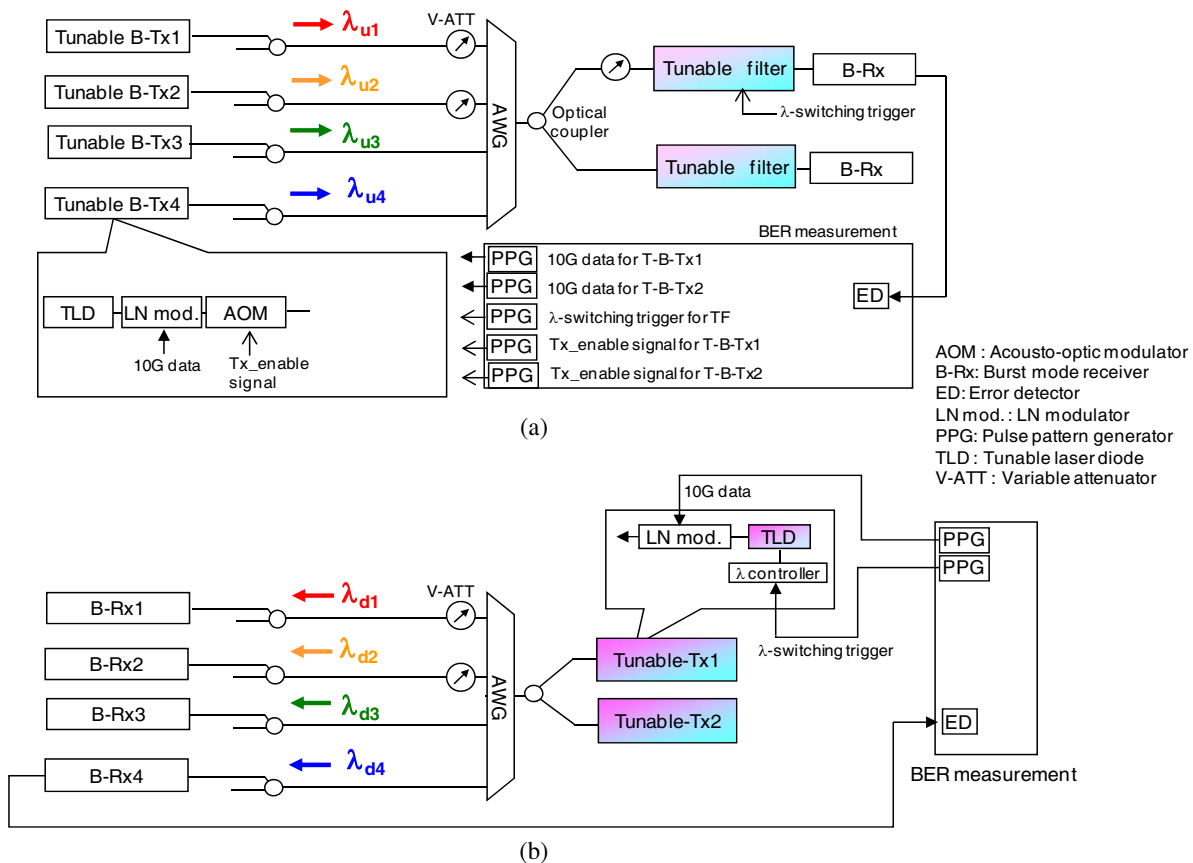 Tunable B-Tx1
λu1
V-ATT
Tunable B-Tx2
λu2
Tunable B-Tx3
λu3
Tunable B-Tx4
λu4
AWG
Optical
coupler
Tunable filter
B-Rx
λ-switching trigger
Tunable filter
B-Rx
TLD
LN mod.
AOM
10G data
Tx_enable
signal
BER measurement
PPG 10G data for T-B-Tx1
PPG 10G data for T-B-Tx2
PPG λ-switching trigger for TF
PPG Tx_enable signal for T-B-Tx1
PPG Tx_enable signal for T-B-Tx2
ED
(a)
AOM : Acousto-optic modulator
B-Rx: Burst mode receiver
ED: Error detector
LN mod. : LN modulator
PPG: Pulse pattern generator
TLD : Tunable laser diode
V-ATT : Variable attenuator
10G data
LN mod.
TLD
λ controller
PPG
PPG
λ-switching trigger
B-Rx1
λd1
V-ATT
B-Rx2
λd2
B-Rx3
λd3
B-Rx4
λd4
AWG
Tunable-Tx1
Tunable-Tx2
ED
BER measurement
(b)